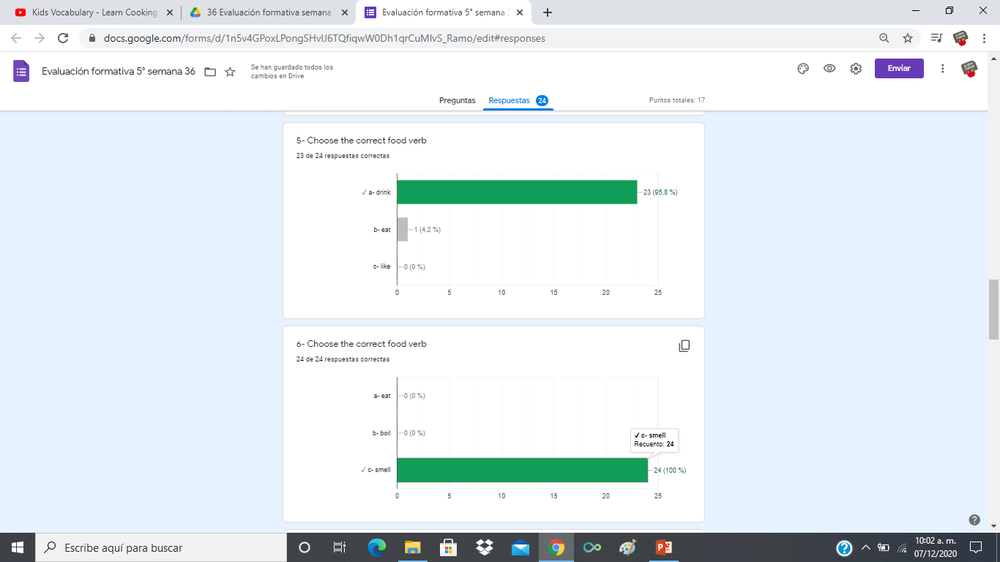 Kids Vocabulary - Learn Cooking
36 Evaluación formativa semana
Evaluación formativa 5° semana
docs.google.com/forms/d/1n5v4GPoxLPongSHvIJ6TQfiqwW0Dh1qrCuMlvS_Ramo/edit#responses
Evaluación formativa 5° semana 36
Se han guardado todos los
cambios en Drive
Enviar
Preguntas
Respuestas 24
Puntos totales: 17
5- Choose the correct food verb
23 de 24 respuestas correctas
✓ a- drink
23 (95,8 %)
b- eat
1 (4,2 %)
c- like
0 (0 %)
0 5 10 15 20 25
6- Choose the correct food verb
24 de 24 respuestas correctas
a- eat
0 (0 %)
b- boil
0 (0 %)
✓ c- smell
Recuento: 24
✓ c- smell
24 (100 %)
0 5 10 15 20 25
Escribe aquí para buscar
10:02 a. m.
07/12/2020